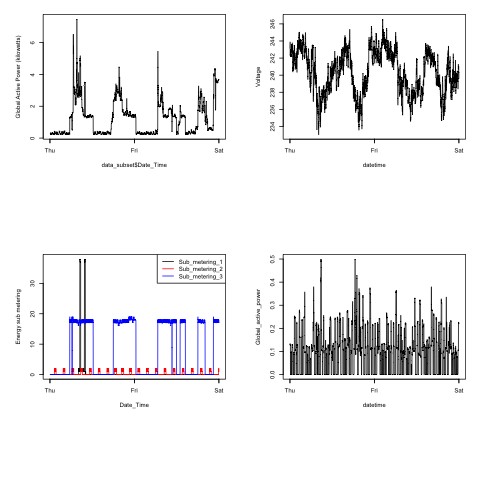 Global Active Power (kilowatts)
0 2 4 6
Thu Fri Sat
data_subset$Date_Time
Voltage
234 236 238 240 242 244 246
Thu Fri Sat
datetime
Energy sub metering
0 10 20 30
Sub_metering_1
Sub_metering_2
Sub_metering_3
Thu Fri Sat
Date_Time
Global_active_power
0.0 0.1 0.2 0.3 0.4 0.5
Thu Fri Sat
datetime